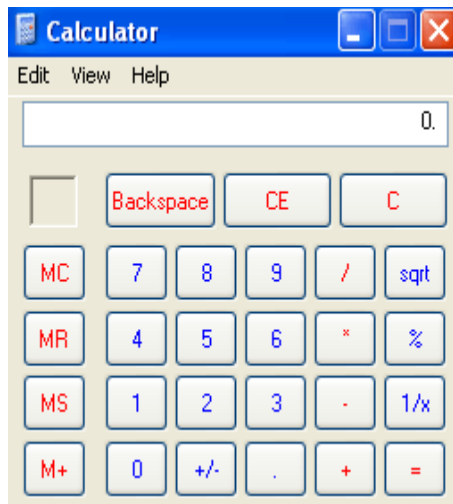 Calculator
Edit View Help
0.
Backspace CE C
MC 7 8 9 / sqrt
MR 4 5 6 * %
MS 1 2 3 - 1/x
M+ 0 +/- . + =